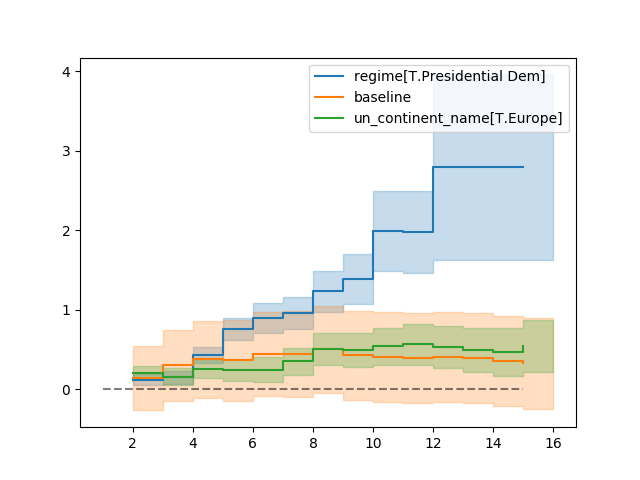 regime[T.Presidential Dem]
baseline
un_continent_name[T.Europe]
4
3
2
1
0
2 4 6 8 10 12 14 16